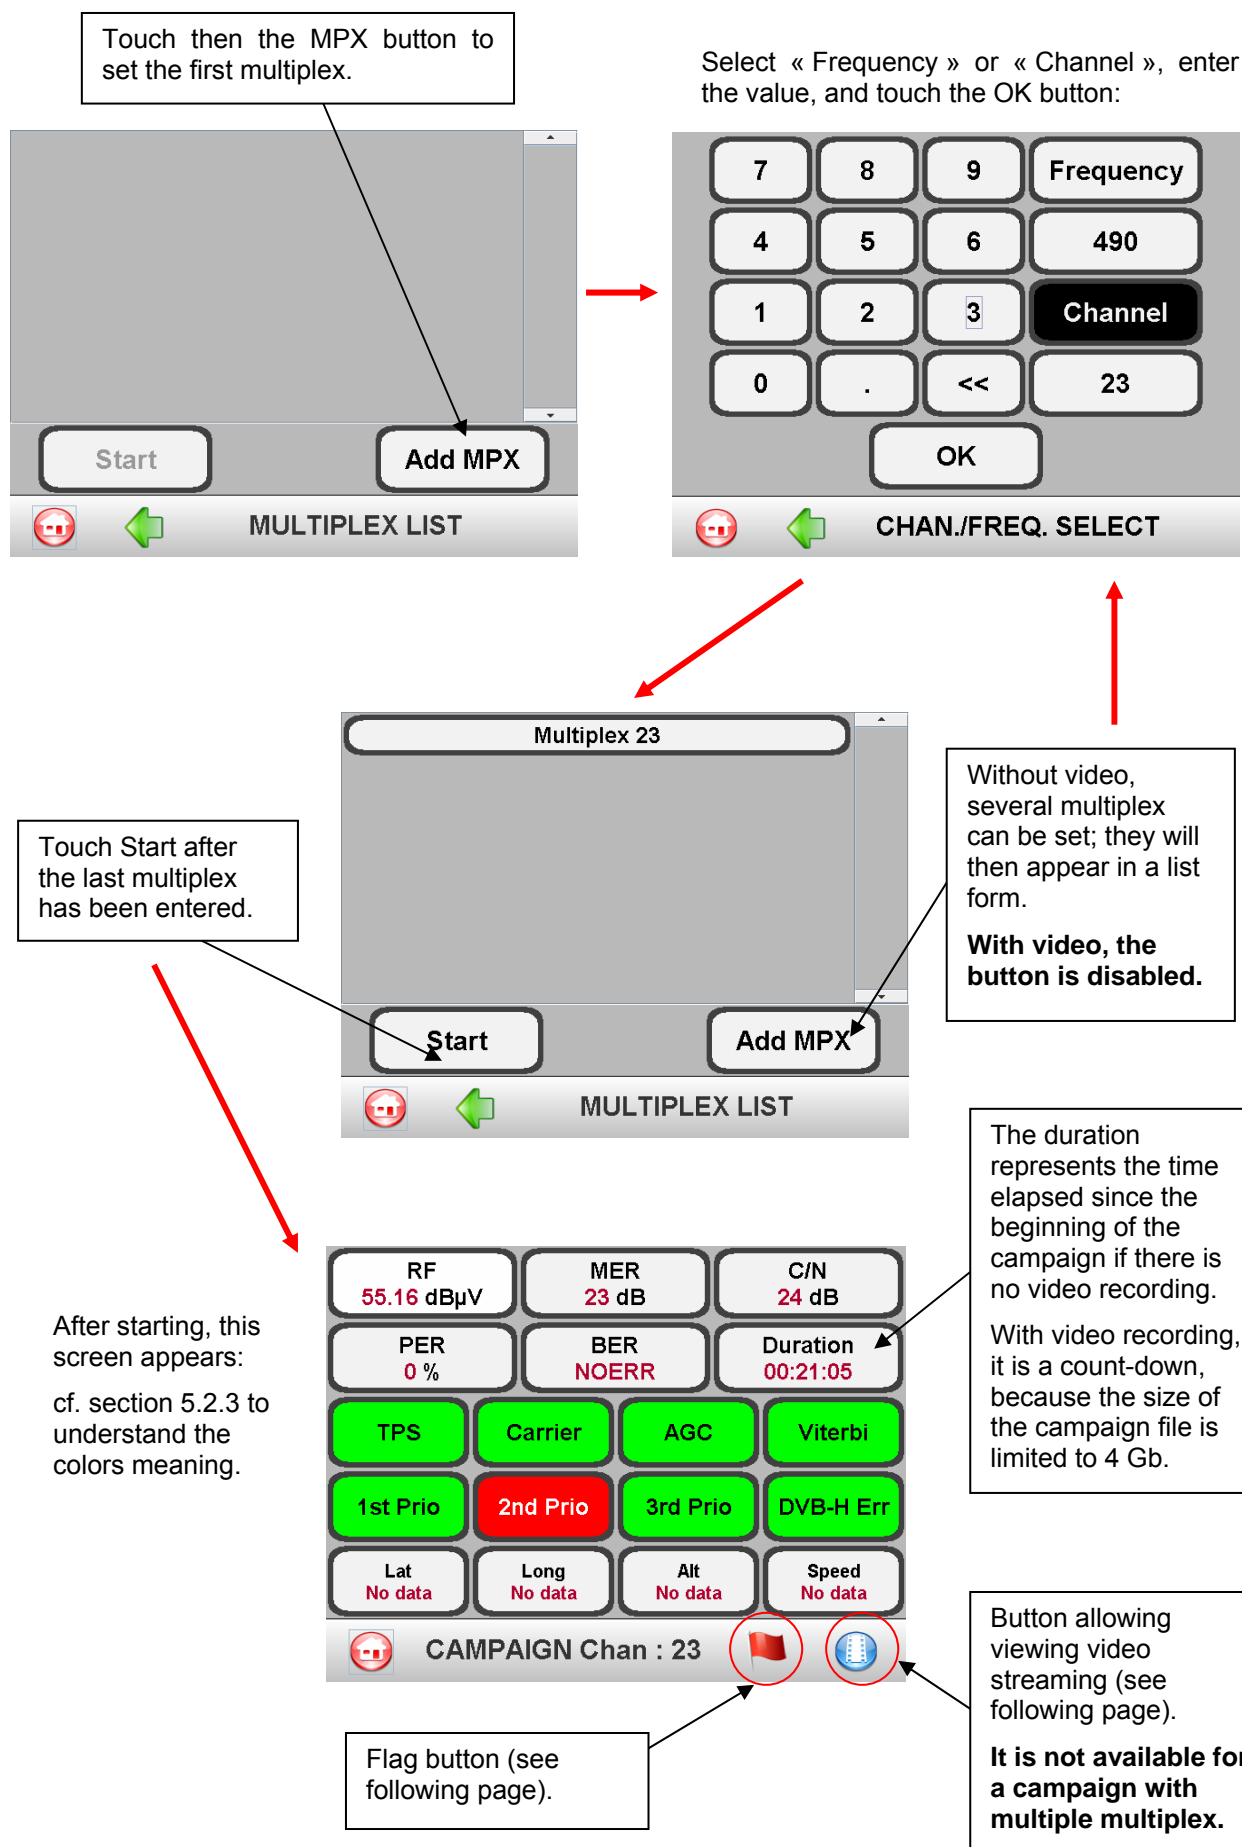 Touch then the MPX button to
set the first multiplex.
Select « Frequency » or « Channel », enter
the value, and touch the OK button:
Start
Add MPX
MULTIPLEX LIST
7 8 9 Frequency
4 5 6 490
1 2 3 Channel
0 . << 23
OK
CHAN./FREQ. SELECT
Multiplex 23
Start
Add MPX
MULTIPLEX LIST
Touch Start after
the last multiplex
has been entered.
Without video,
several multiplex
can be set; they will
then appear in a list
form.
With video, the
button is disabled.
The duration
represents the time
elapsed since the
beginning of the
campaign if there is
no video recording.
With video recording,
it is a count-down,
because the size of
the campaign file is
limited to 4 Gb.
After starting, this
screen appears:
cf. section 5.2.3 to
understand the
colors meaning.
RF MER C/N
55.16 dBµV 23 dB 24 dB
PER BER Duration
0 % NOERR 00:21:05
TPS Carrier AGC Viterbi
1st Prio 2nd Prio 3rd Prio DVB-H Err
Lat Long Alt Speed
No data No data No data No data
CAMPAIGN Chan : 23
Flag button (see
following page).
Button allowing
viewing video
streaming (see
following page).
It is not available for
a campaign with
multiple multiplex.